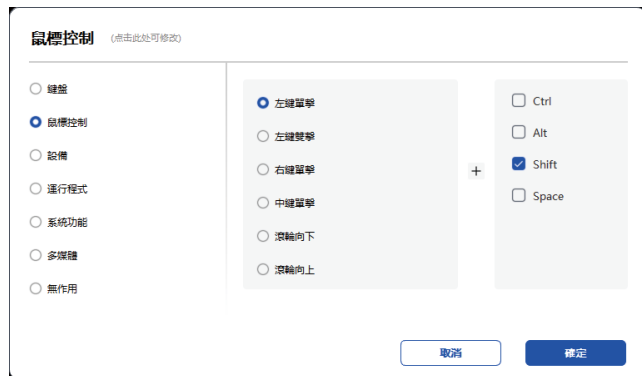 鼠標控制 (点击此处可修改)
鍵盤
鼠標控制
設備
運行程式
系統功能
多媒體
無作用
左鍵單擊
左鍵雙擊
右鍵單擊
中鍵單擊
滾輪向下
滾輪向上
+
Ctrl
Alt
Shift
Space
取消
確定